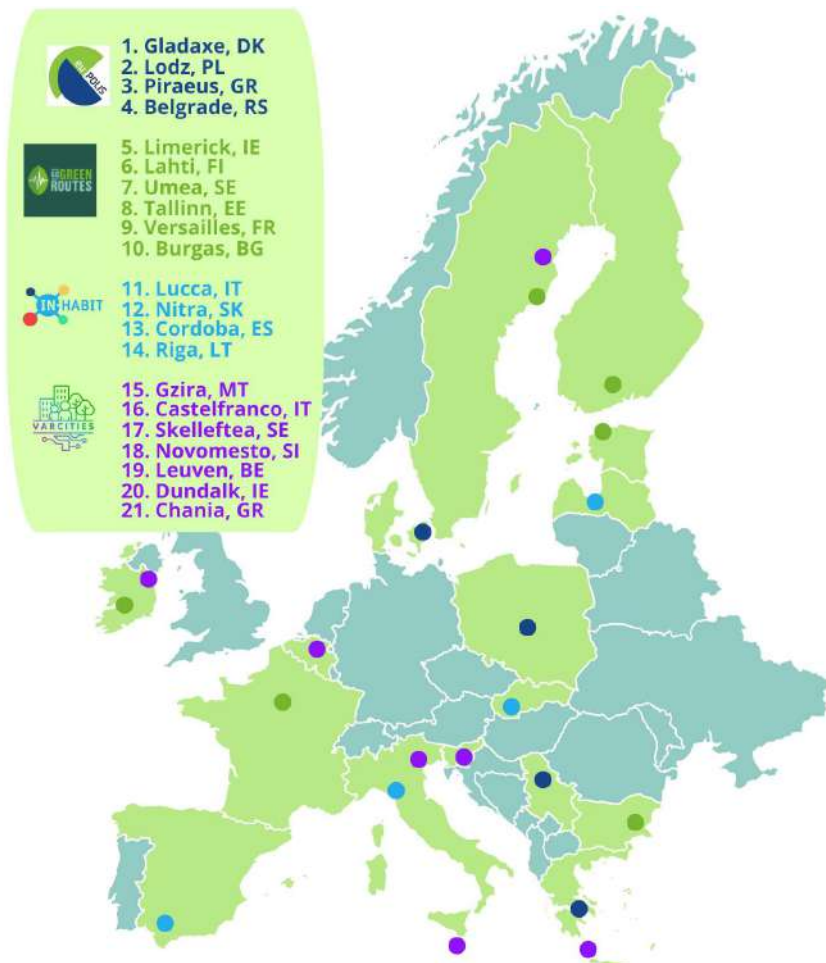 POLIS
1. Gladaxe, DK
2. Lodz, PL
3. Piraeus, GR
4. Belgrade, RS
GREEN
ROUTES
5. Limerick, IE
6. Lahti, FI
7. Umea, SE
8. Tallinn, EE
9. Versailles, FR
10. Burgas, BG
IN HABIT
11. Lucca, IT
12. Nitra, SK
13. Cordoba, ES
14. Riga, LT
VARCITIES
15. Gzira, MT
16. Castelfranco, IT
17. Skelleftea, SE
18. Novomesto, SI
19. Leuven, BE
20. Dundalk, IE
21. Chania, GR